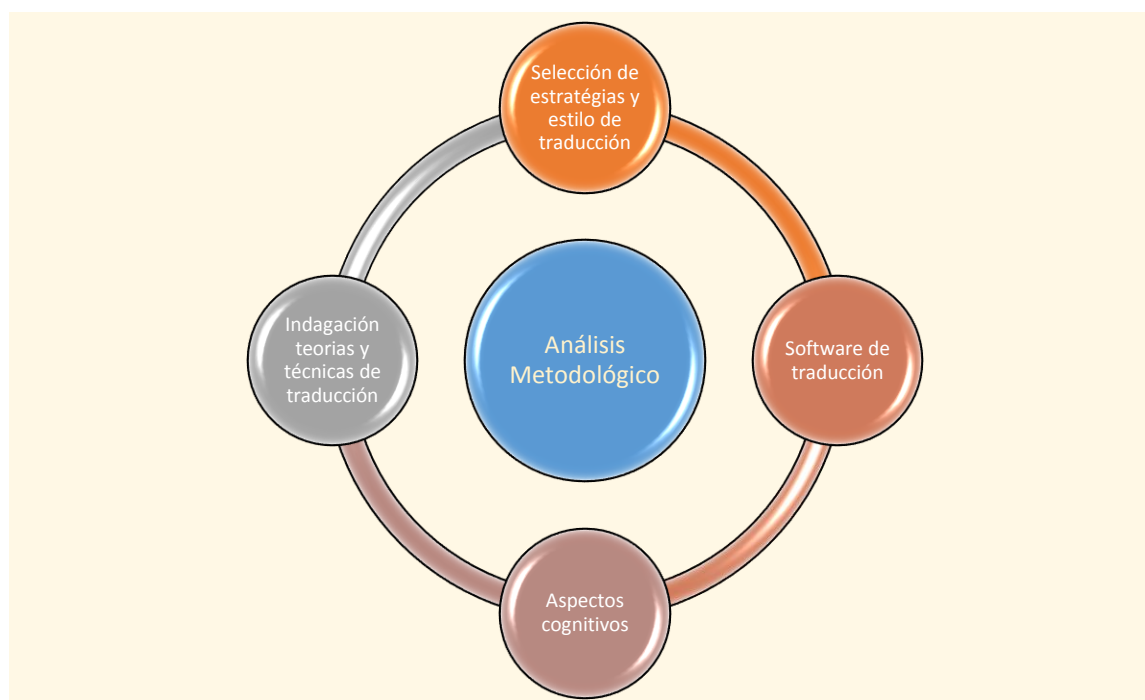 Selección de
estratégias y
estilo de
traducción
Indagación
teorias y
técnicas de
traducción
Análisis
Metodológico
Software de
traducción
Aspectos
cognitivos